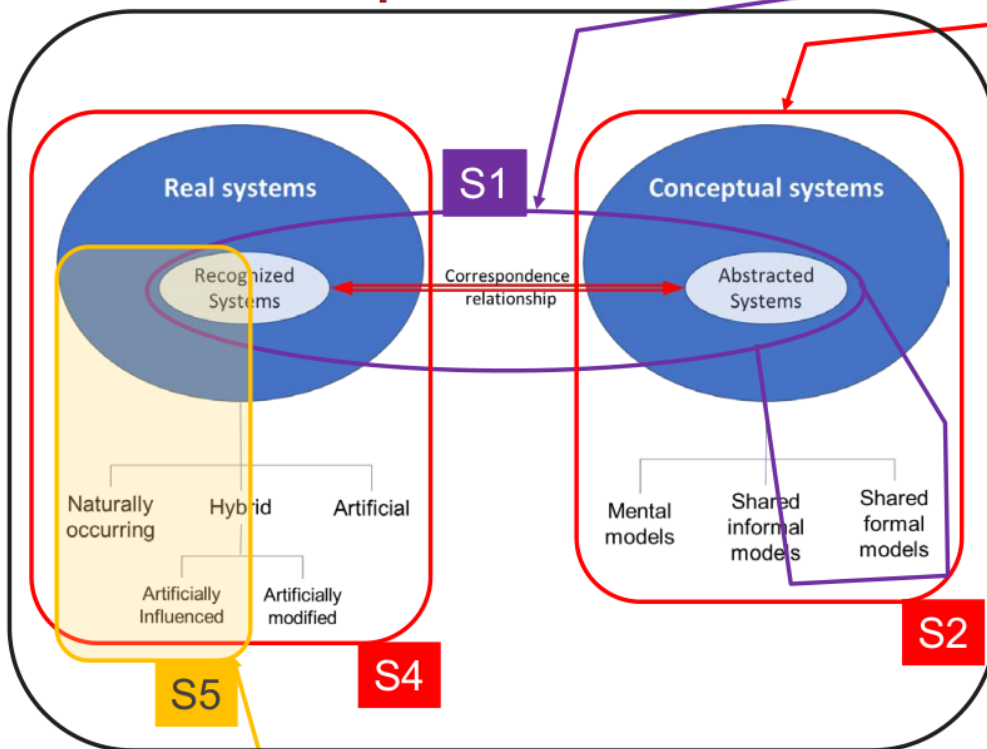 S1
Real systems
Conceptual systems
Recognized
Systems
Correspondence
relationship
Abstracted
Systems
Naturally
occurring
Hybrid
Artificial
Artificially
Influenced
Artificially
modified
Mental
models
Shared
informal
models
Shared
formal
models
S5
S4
S2